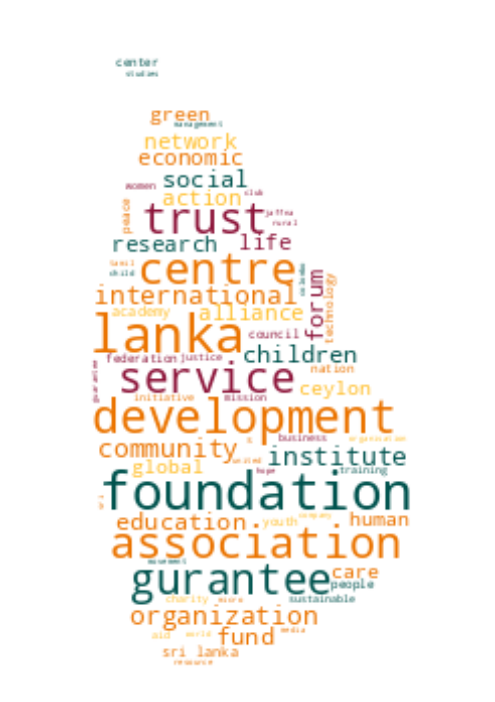 center
studies
green
management
network
economic
women social club
action
peace trust jaffna
rural
research life
tamil centre
child
international forum technology
academy alliance
lanka council
federation justice children
service nation
initiative mission ceylon
development
community business organisation
global united institute
hope training
foundation
education. youth company . human
association
movement
gurantee care
people
charity micro sustainable
organization
aid world fund media
sri lanka
resource